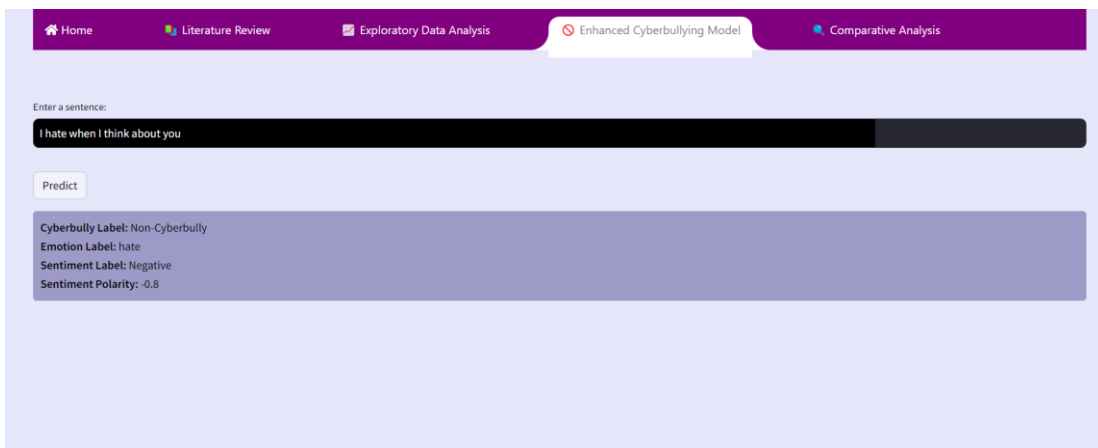 Home Literature Review Exploratory Data Analysis Enhanced Cyberbullying Model Comparative Analysis
Enter a sentence:
I hate when I think about you
Predict
Cyberbully Label: Non-Cyberbully
Emotion Label: hate
Sentiment Label: Negative
Sentiment Polarity: -0.8